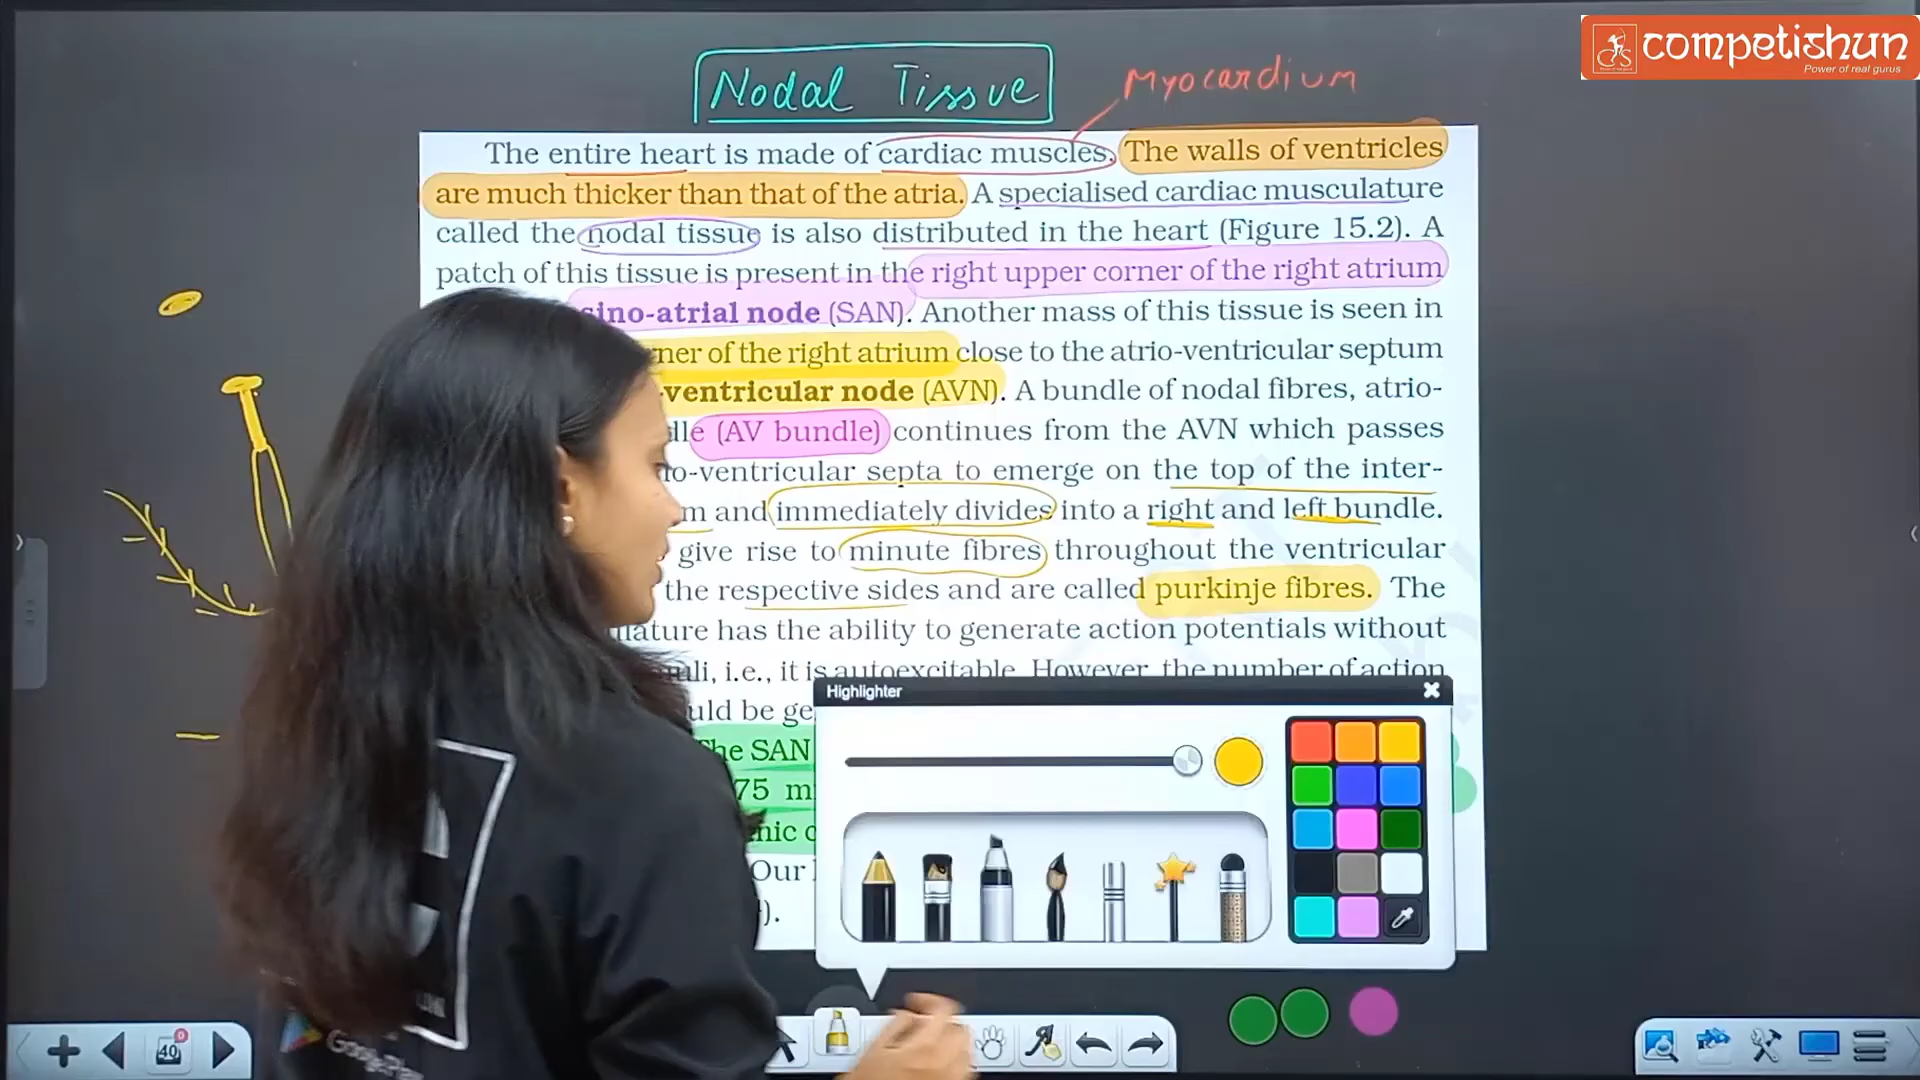 competishun
Power of real gurus
Nodal Tissue
Myocardium
The entire heart is made of cardiac muscles. The walls of ventricles
are much thicker than that of the atria. A specialised cardiac musculature
called the nodal tissue is also distributed in the heart (Figure 15.2). A
patch of this tissue is present in the right upper corner of the right atrium
sino-atrial node (SAN). Another mass of this tissue is seen in
of the right atrium close to the atrio-ventricular septum
ventricular node (AVN). A bundle of nodal fibres, atrio-
(AV bundle) continues from the AVN which passes
o-ventricular septa to emerge on the top of the inter-
and immediately divides into a right and left bundle.
give rise to minute fibres throughout the ventricular
the respective sides and are called purkinje fibres. The
has the ability to generate action potentials without
i.e., it is autoexcitable. However, the number of action
be
The SAN
75
Our
Highlighter
40
0